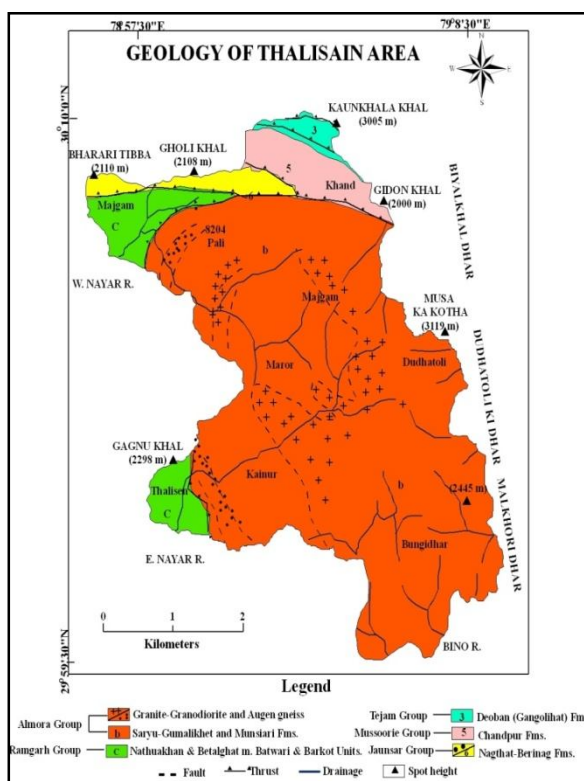 78°57'30"E
79°8'30"E
GEOLOGY OF THALISAIN AREA
N
W
E
S
30°10'0"N
KAUNKHALA KHAL
(3005 m)
3
BHARARI TIBBA
(2110 m)
GHOLI KHAL
(2108 m)
5
Khand
GIDON KHAL
(2000 m)
BIYALKHAL DHAR
Majgam
C
8204
Pali
b
W. NAYAR R.
Majgam
MUSA
KA KOTHA
(3119 m)
Maror
Dudhatoli
DUDHATOLI KI DHAR
GAGNU KHAL
(2298 m)
Kainur
Thalisen
C
b
(2445 m)
MALKHORI DHAR
E. NAYAR R.
Bungidhar
0 1 2
Kilometers
BINO R.
29°59'30"N
Legend
Almora Group
Granite-Granodiorite and Augen gneiss
b Saryu-Gumalikhet and Munsiari Fms.
Ramgarh Group C Nathuakhan & Betalghat m. Batwari & Barkot Units.
Tejam Group 3 Deoban (Gangolihat) Fm
Mussoorie Group 5 Chandpur Fms.
Jaunsar Group Nagthat-Berinag Fms.
Fault Thrust Drainage Spot height